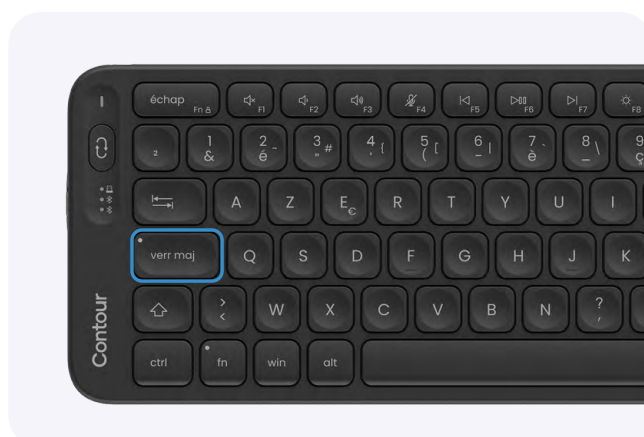 échap Fn F1 F2 F3 F4 F5 F6 F7 F8
² 1 & 2 é ~ 3 " # 4 ' { 5 ( [ 6 - | 7 è ` 8 _ \ 9 ç
A Z E € R T Y U I
verr maj Q S D F G H J K
> < W X C V B N ? ,
ctrl fn win alt
Contour